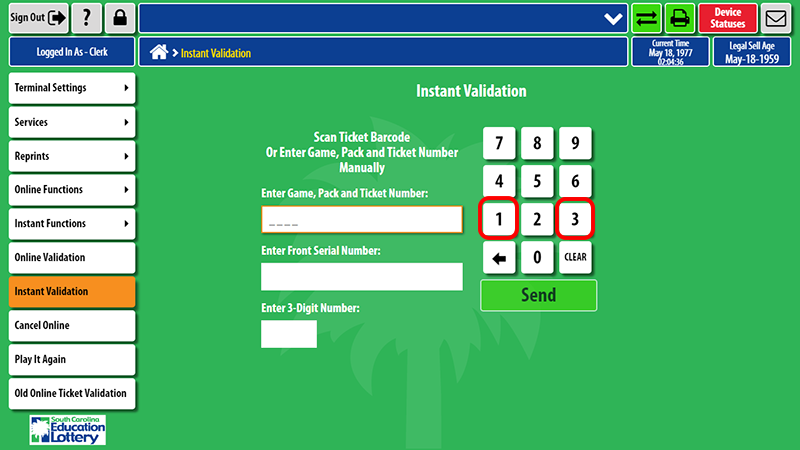 Sign Out
?
Device
Statuses
Logged In As - Clerk
> Instant Validation
Current Time
May 18, 1977
02:04:36
Legal Sell Age
May-18-1959
Terminal Settings
Services
Reprints
Online Functions
Instant Functions
Online Validation
Instant Validation
Cancel Online
Play It Again
Old Online Ticket Validation
South Carolina
Education
Lottery
Instant Validation
Scan Ticket Barcode
Or Enter Game, Pack and Ticket Number
Manually
Enter Game, Pack and Ticket Number:
_ _ _ _
Enter Front Serial Number:
Enter 3-Digit Number:
7 8 9
4 5 6
1 2 3
0 CLEAR
Send